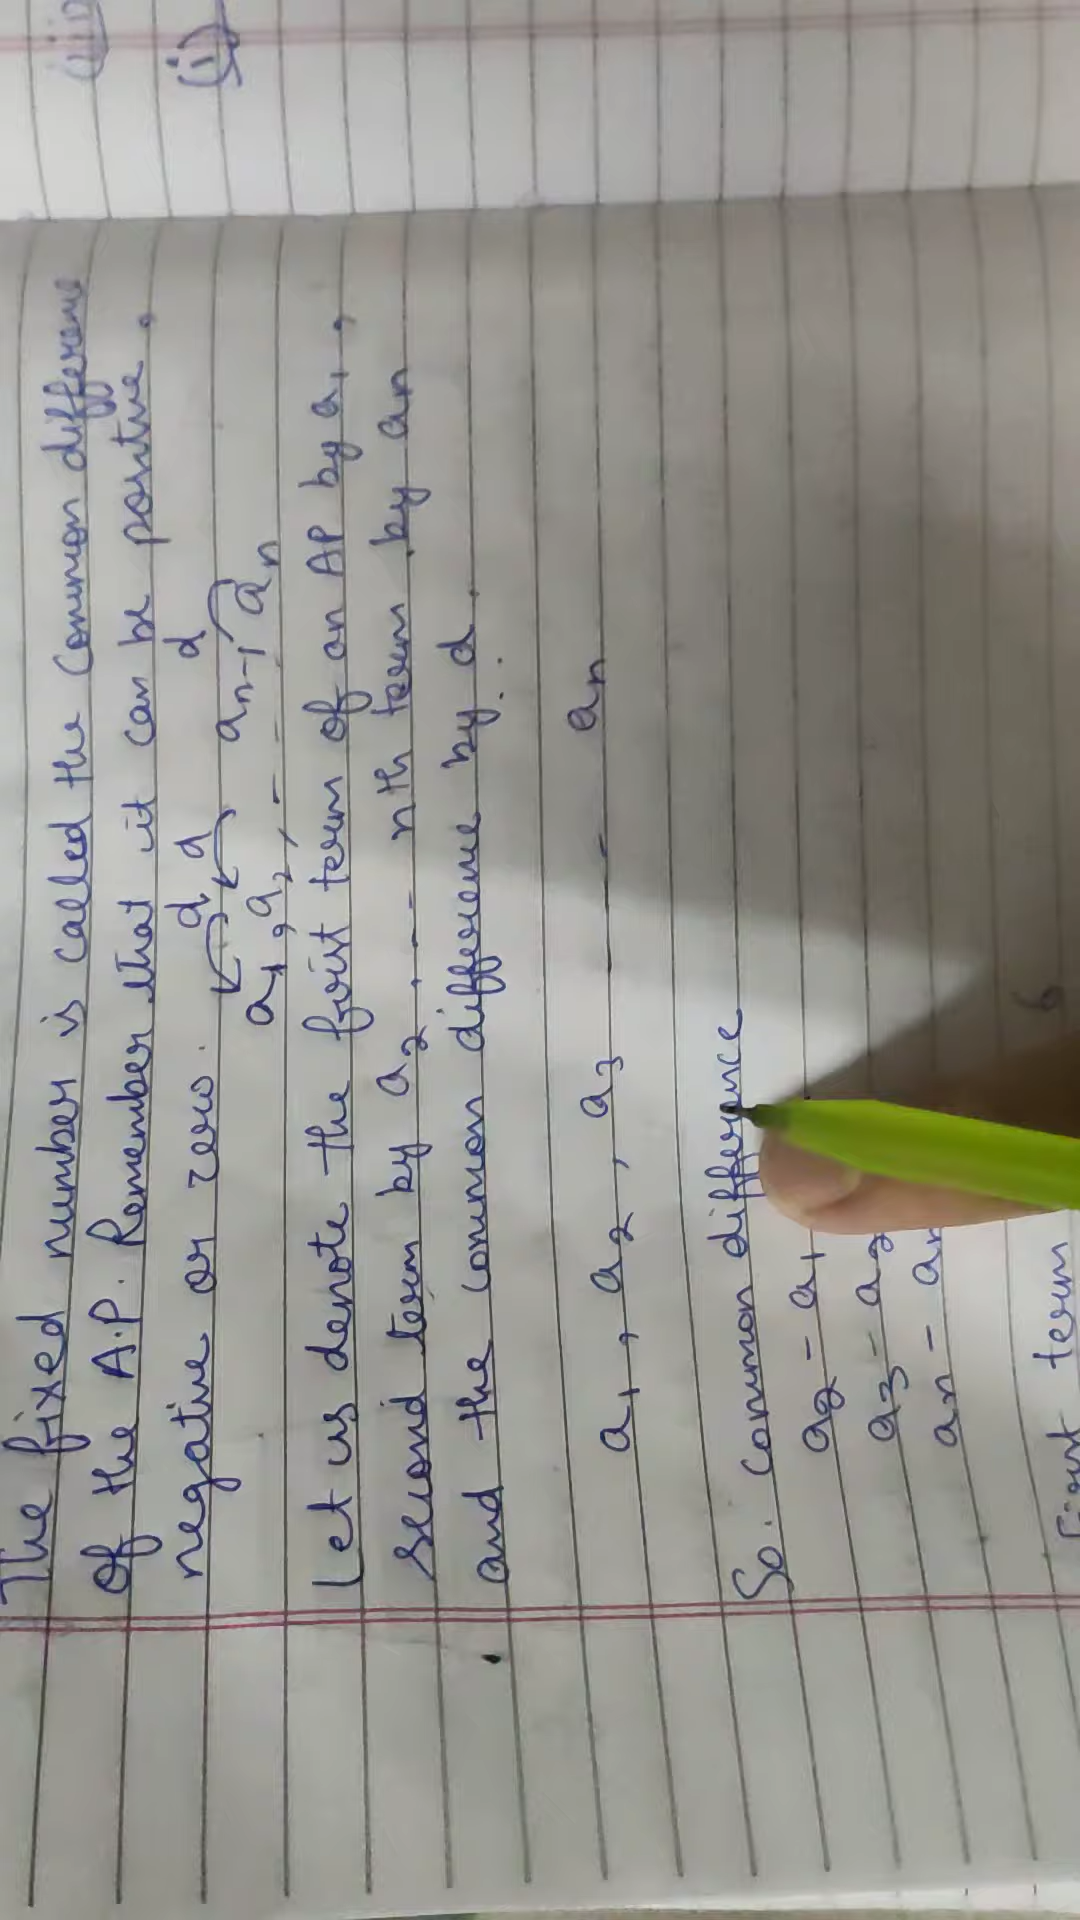 The fixed number is called the common difference
of the A.P. Remember that it can be positive,
negative or zero.
d d d
a1, a2, - - - an-1 an
Let us denote the first term of an AP by a1,
second term by a2, . - - nth term by an
and the common difference by d.
a1, a2, a3 - - - an
So. Common difference
a2 - a1
a3 - a2
an - an
First term
(i)